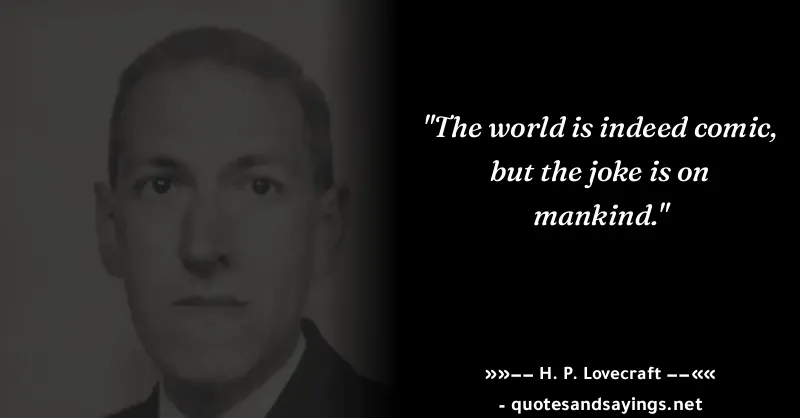 "The world is indeed comic,
but the joke is on
mankind."
»»–– H. P. Lovecraft ––««
- quotesandsayings.net